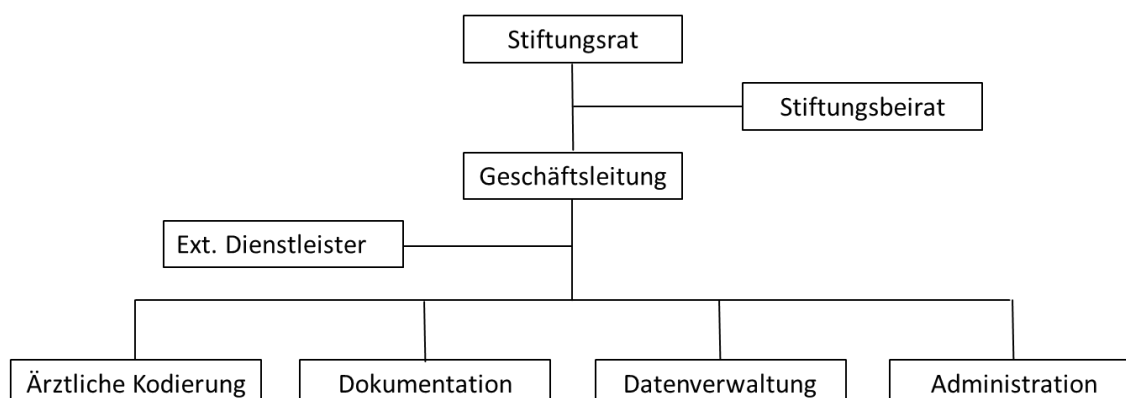 Stiftungsrat
Stiftungsbeirat
Geschäftsleitung
Ext. Dienstleister
Ärztliche Kodierung
Dokumentation
Datenverwaltung
Administration